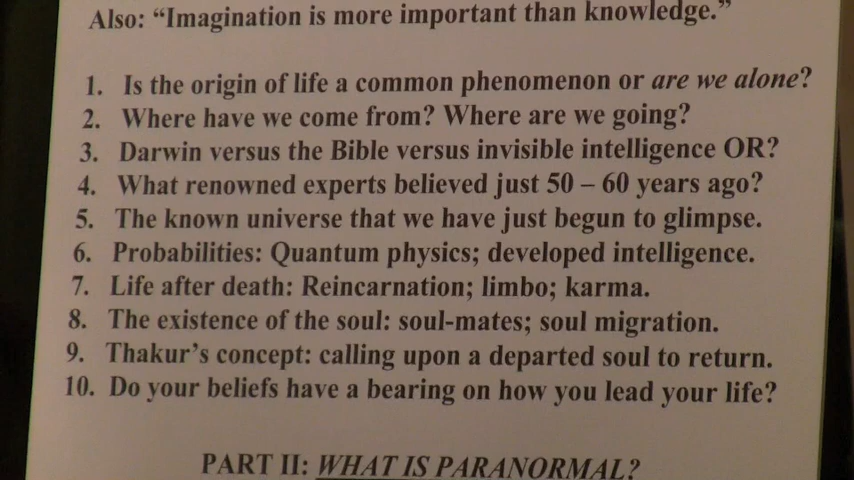 Also: “Imagination is more important than knowledge.”
1. Is the origin of life a common phenomenon or are we alone?
2. Where have we come from? Where are we going?
3. Darwin versus the Bible versus invisible intelligence OR?
4. What renowned experts believed just 50 – 60 years ago?
5. The known universe that we have just begun to glimpse.
6. Probabilities: Quantum physics; developed intelligence.
7. Life after death: Reincarnation; limbo; karma.
8. The existence of the soul: soul-mates; soul migration.
9. Thakur’s concept: calling upon a departed soul to return.
10. Do your beliefs have a bearing on how you lead your life?
PART II: WHAT IS PARANORMAL?